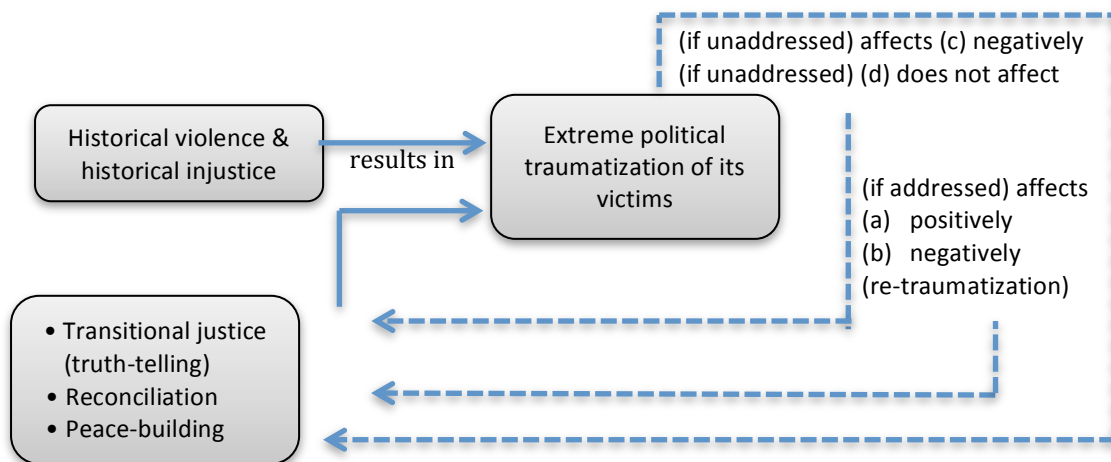 (if unaddressed) affects (c) negatively
(if unaddressed) (d) does not affect
Historical violence &
historical injustice
results in
Extreme political
traumatization of its
victims
(if addressed) affects
(a) positively
(b) negatively
(re-traumatization)
• Transitional justice
(truth-telling)
• Reconciliation
• Peace-building